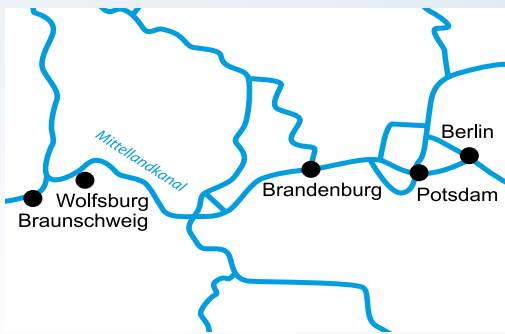 Mittellandkanal
Berlin
Brandenburg
Potsdam
Wolfsburg
Braunschweig